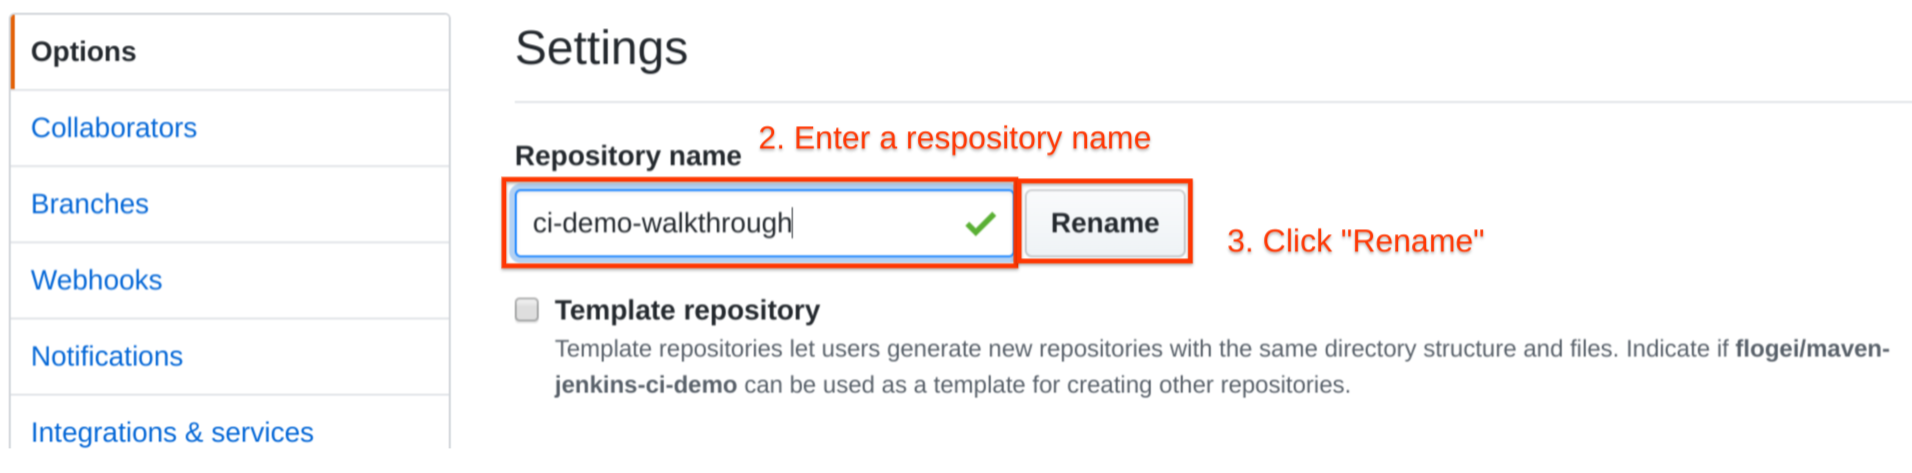 Options
Collaborators
Branches
Webhooks
Notifications
Integrations & services
Settings
2. Enter a respository name
Repository name
ci-demo-walkthrough
Rename
3. Click "Rename"
Template repository
Template repositories let users generate new repositories with the same directory structure and files. Indicate if flogei/maven-
jenkins-ci-demo can be used as a template for creating other repositories.